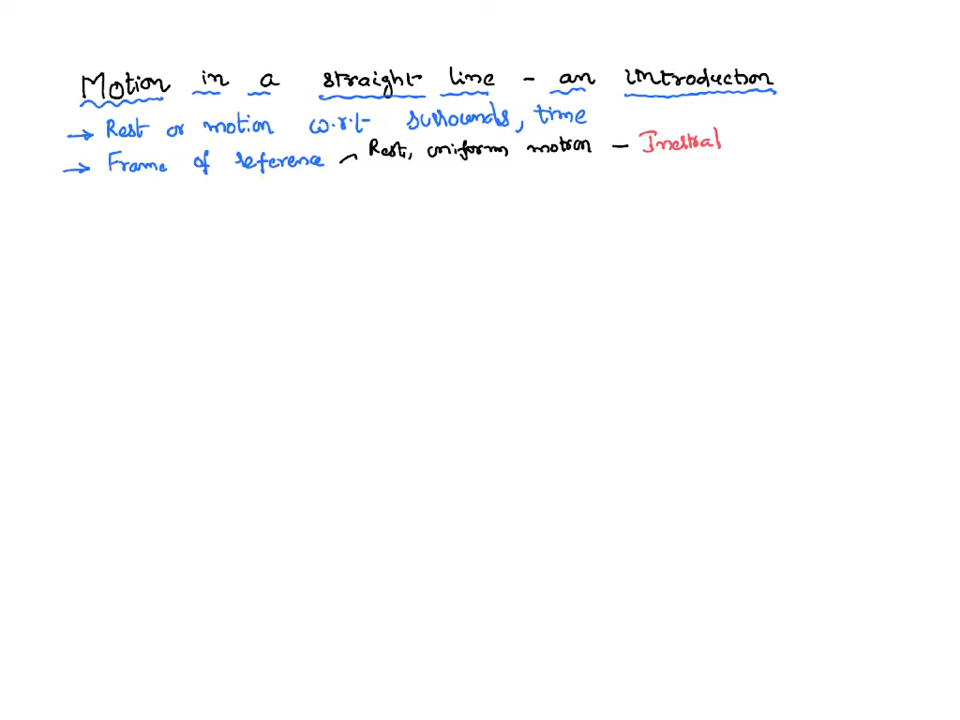 Motion in a straight line - an introduction
→ Rest or motion w.r.t surrounds, time
→ Frame of reference - Rest, uniform motion - Inertial